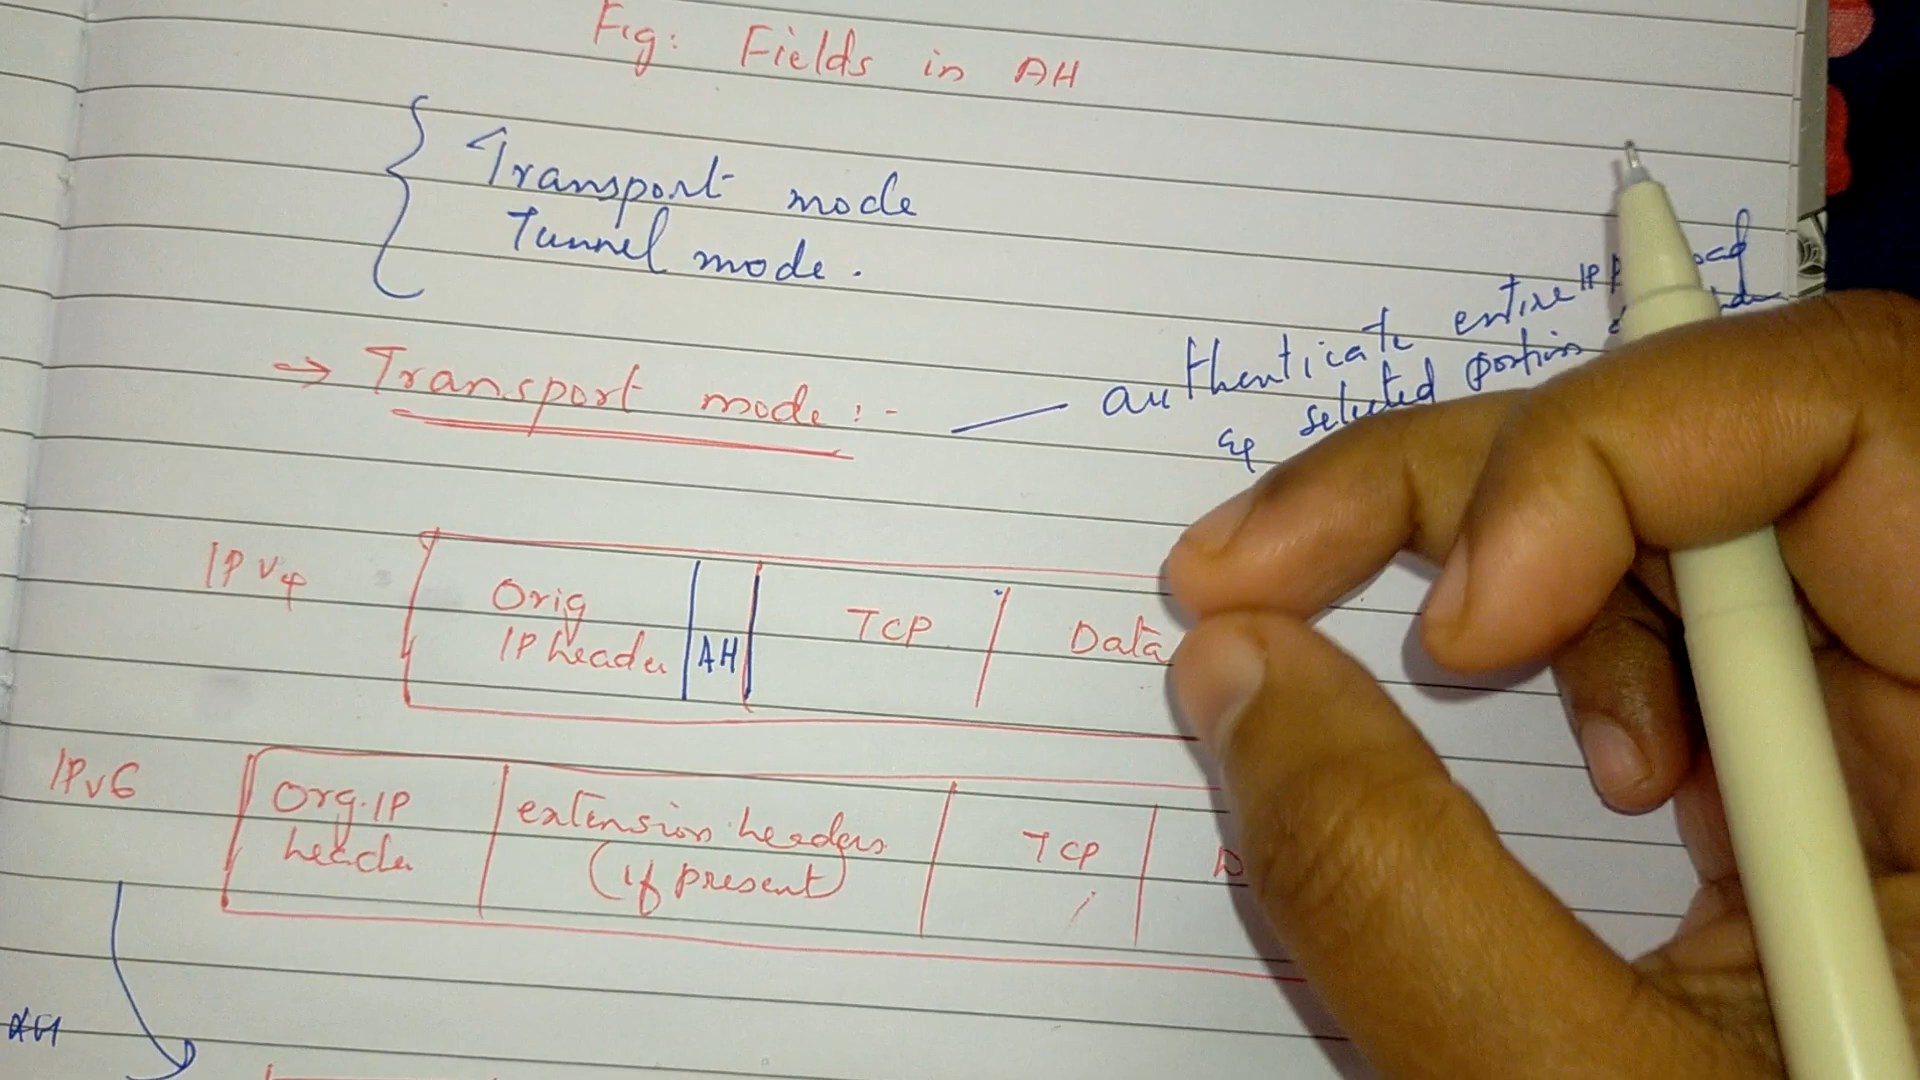 Fig: Fields in AH
Transport mode
Tunnel mode.
→ Transport mode:-
authenticate entire IP
& selected portion
IPv4
Orig
IP header
AH
TCP
Data
IPv6
Org.IP
header
extension headers
(if present)
TCP
D